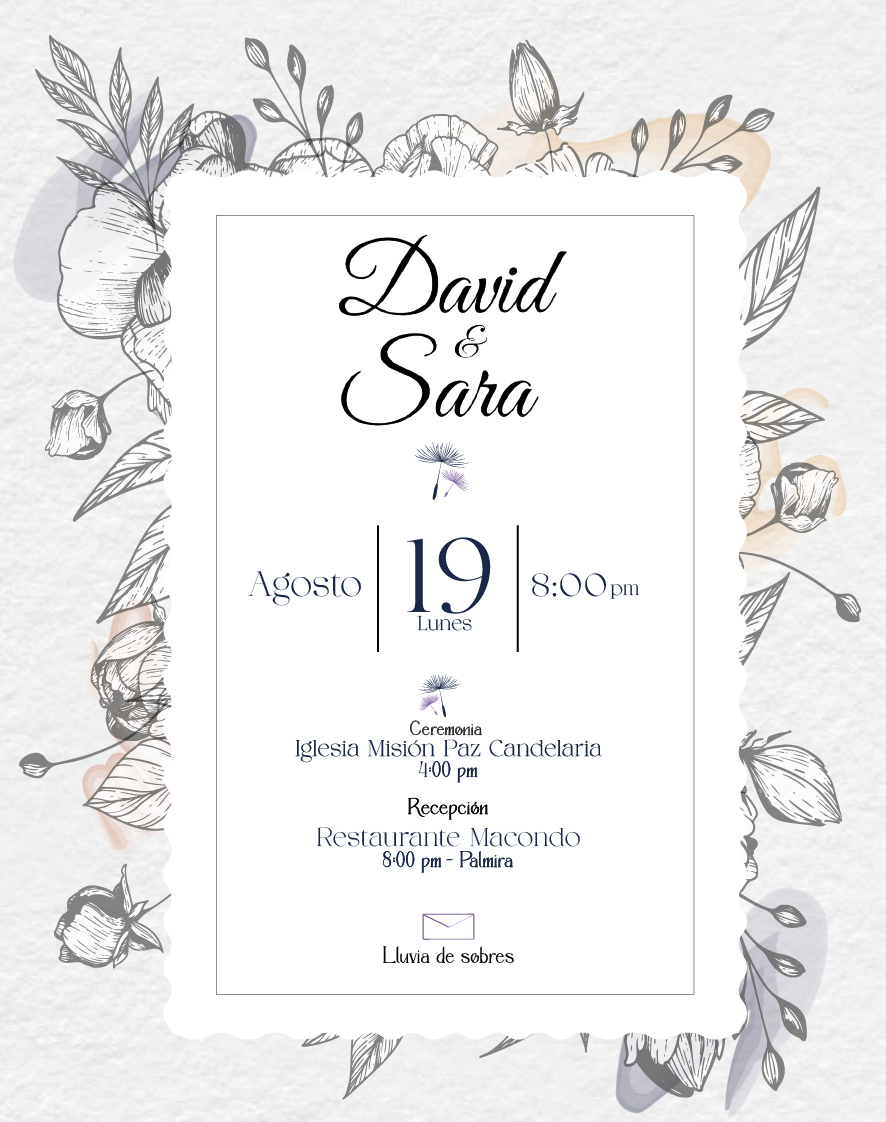 David
&
Sara
Agosto
19
Lunes
8:00 pm
Ceremonia
Iglesia Misión Paz Candelaria
4:00 pm
Recepción
Restaurante Macondo
8:00 pm - Palmira
Lluvia de sobres